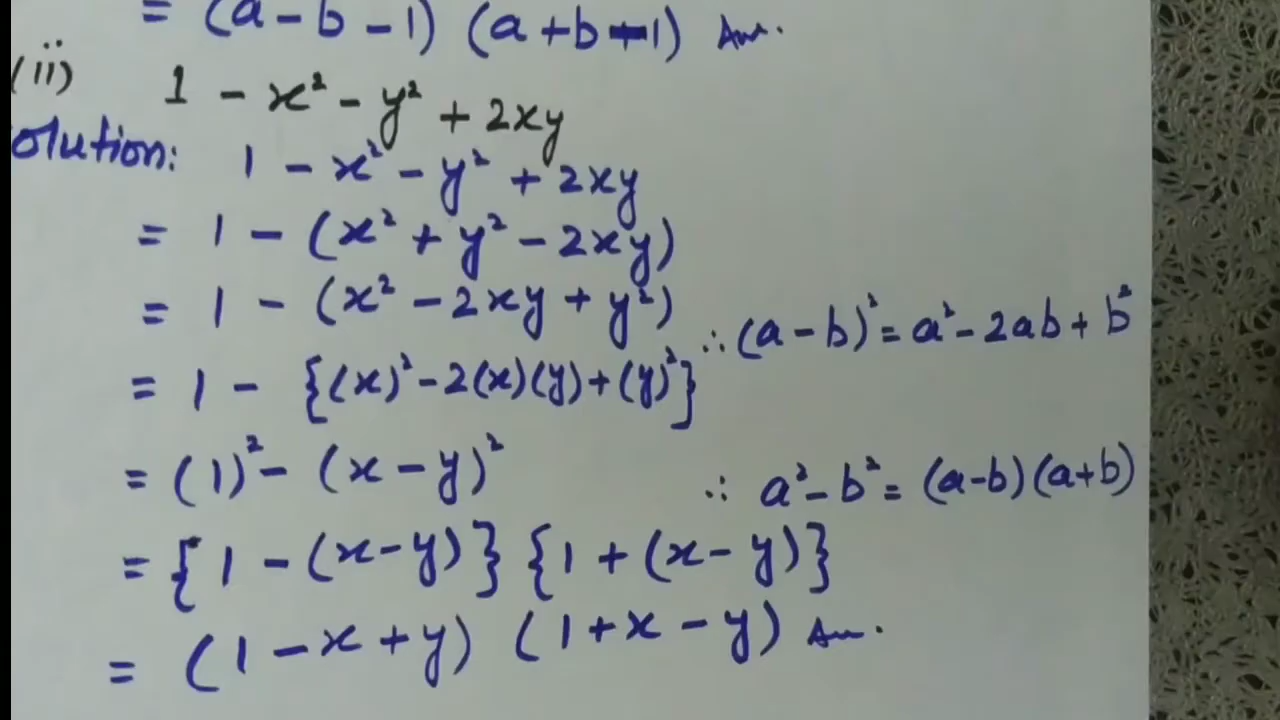 = (a - b - 1) (a + b + 1) Ans.
(ii) 1 - x² - y² + 2xy
olution: 1 - x² - y² + 2xy
= 1 - (x² + y² - 2xy)
= 1 - (x² - 2xy + y²)
= 1 - {(x)² - 2(x)(y) + (y)²} ∴ (a - b)² = a² - 2ab + b²
= (1)² - (x - y)² ∵ a² - b² = (a-b)(a+b)
= {1 - (x - y)} {1 + (x - y)}
= (1 - x + y) (1 + x - y) Ans.